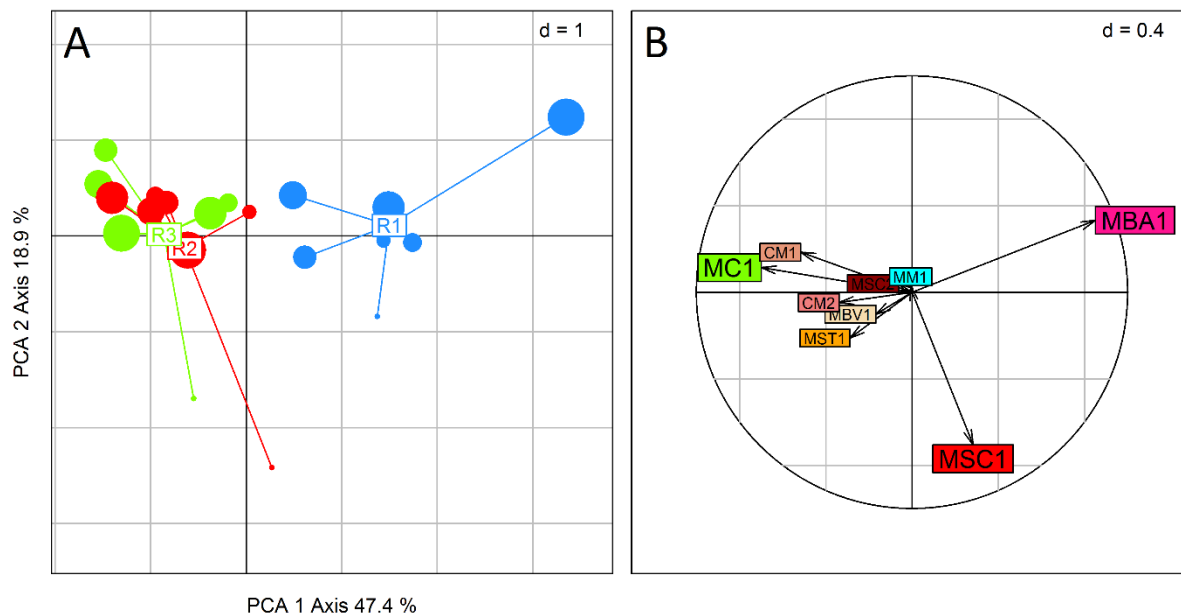 A
d = 1
R1
R3
R2
PCA 2 Axis 18.9 %
PCA 1 Axis 47.4 %
B
d = 0.4
MBA1
CM1
MC1
MM1
MSC2
CM2
MBV1
MST1
MSC1